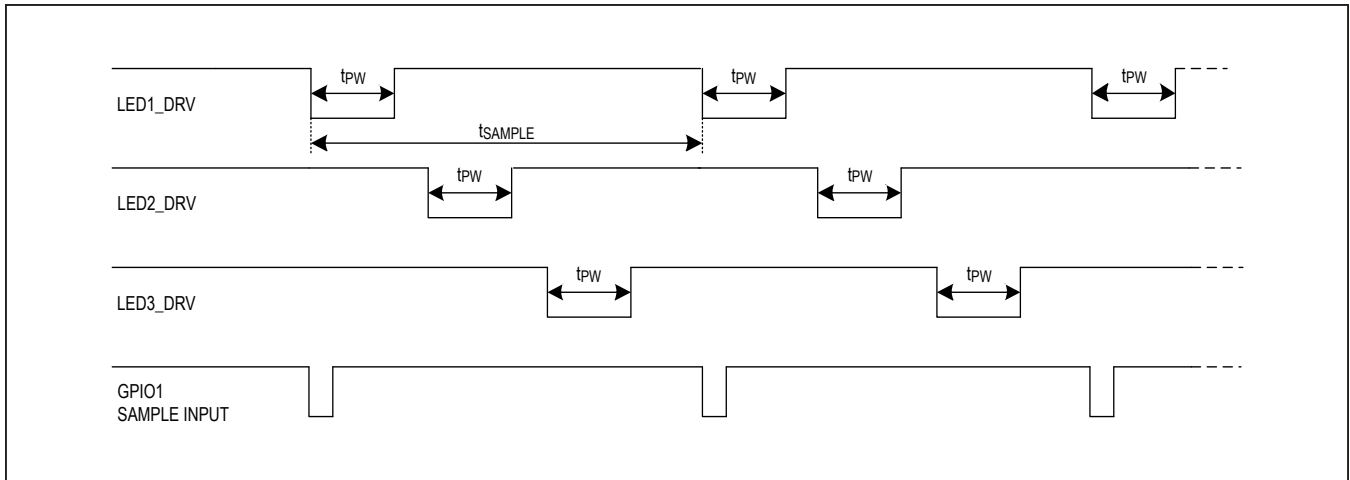 tPW
tPW
tPW
LED1_DRV
tSAMPLE
tPW
tPW
LED2_DRV
tPW
tPW
LED3_DRV
GPIO1
SAMPLE INPUT